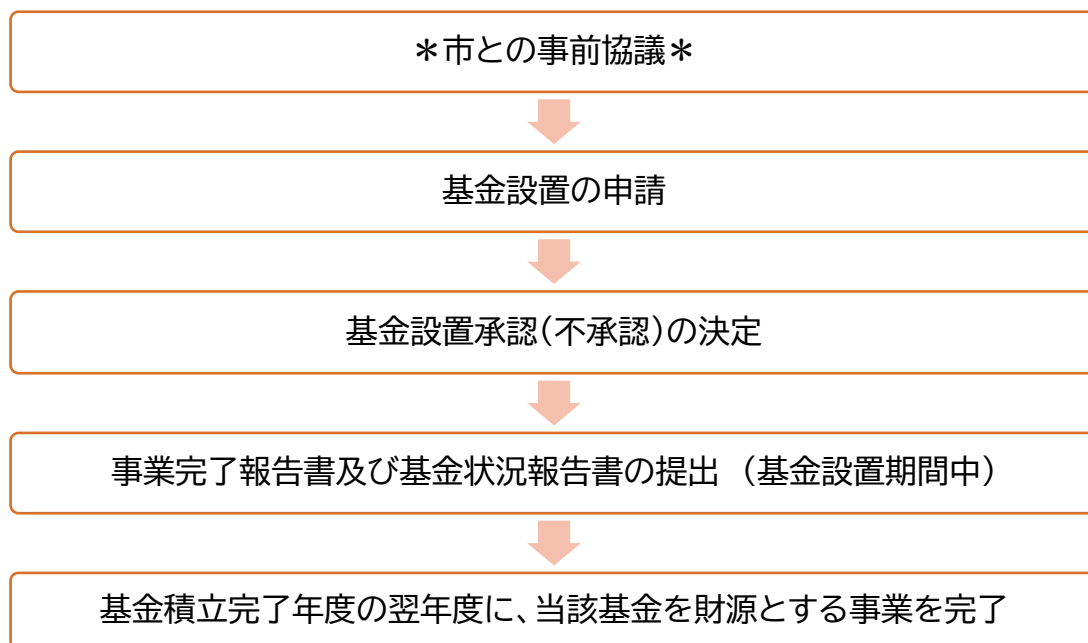 ＊市との事前協議＊
基金設置の申請
基金設置承認(不承認)の決定
事業完了報告書及び基金状況報告書の提出 (基金設置期間中)
基金積立完了年度の翌年度に、当該基金を財源とする事業を完了